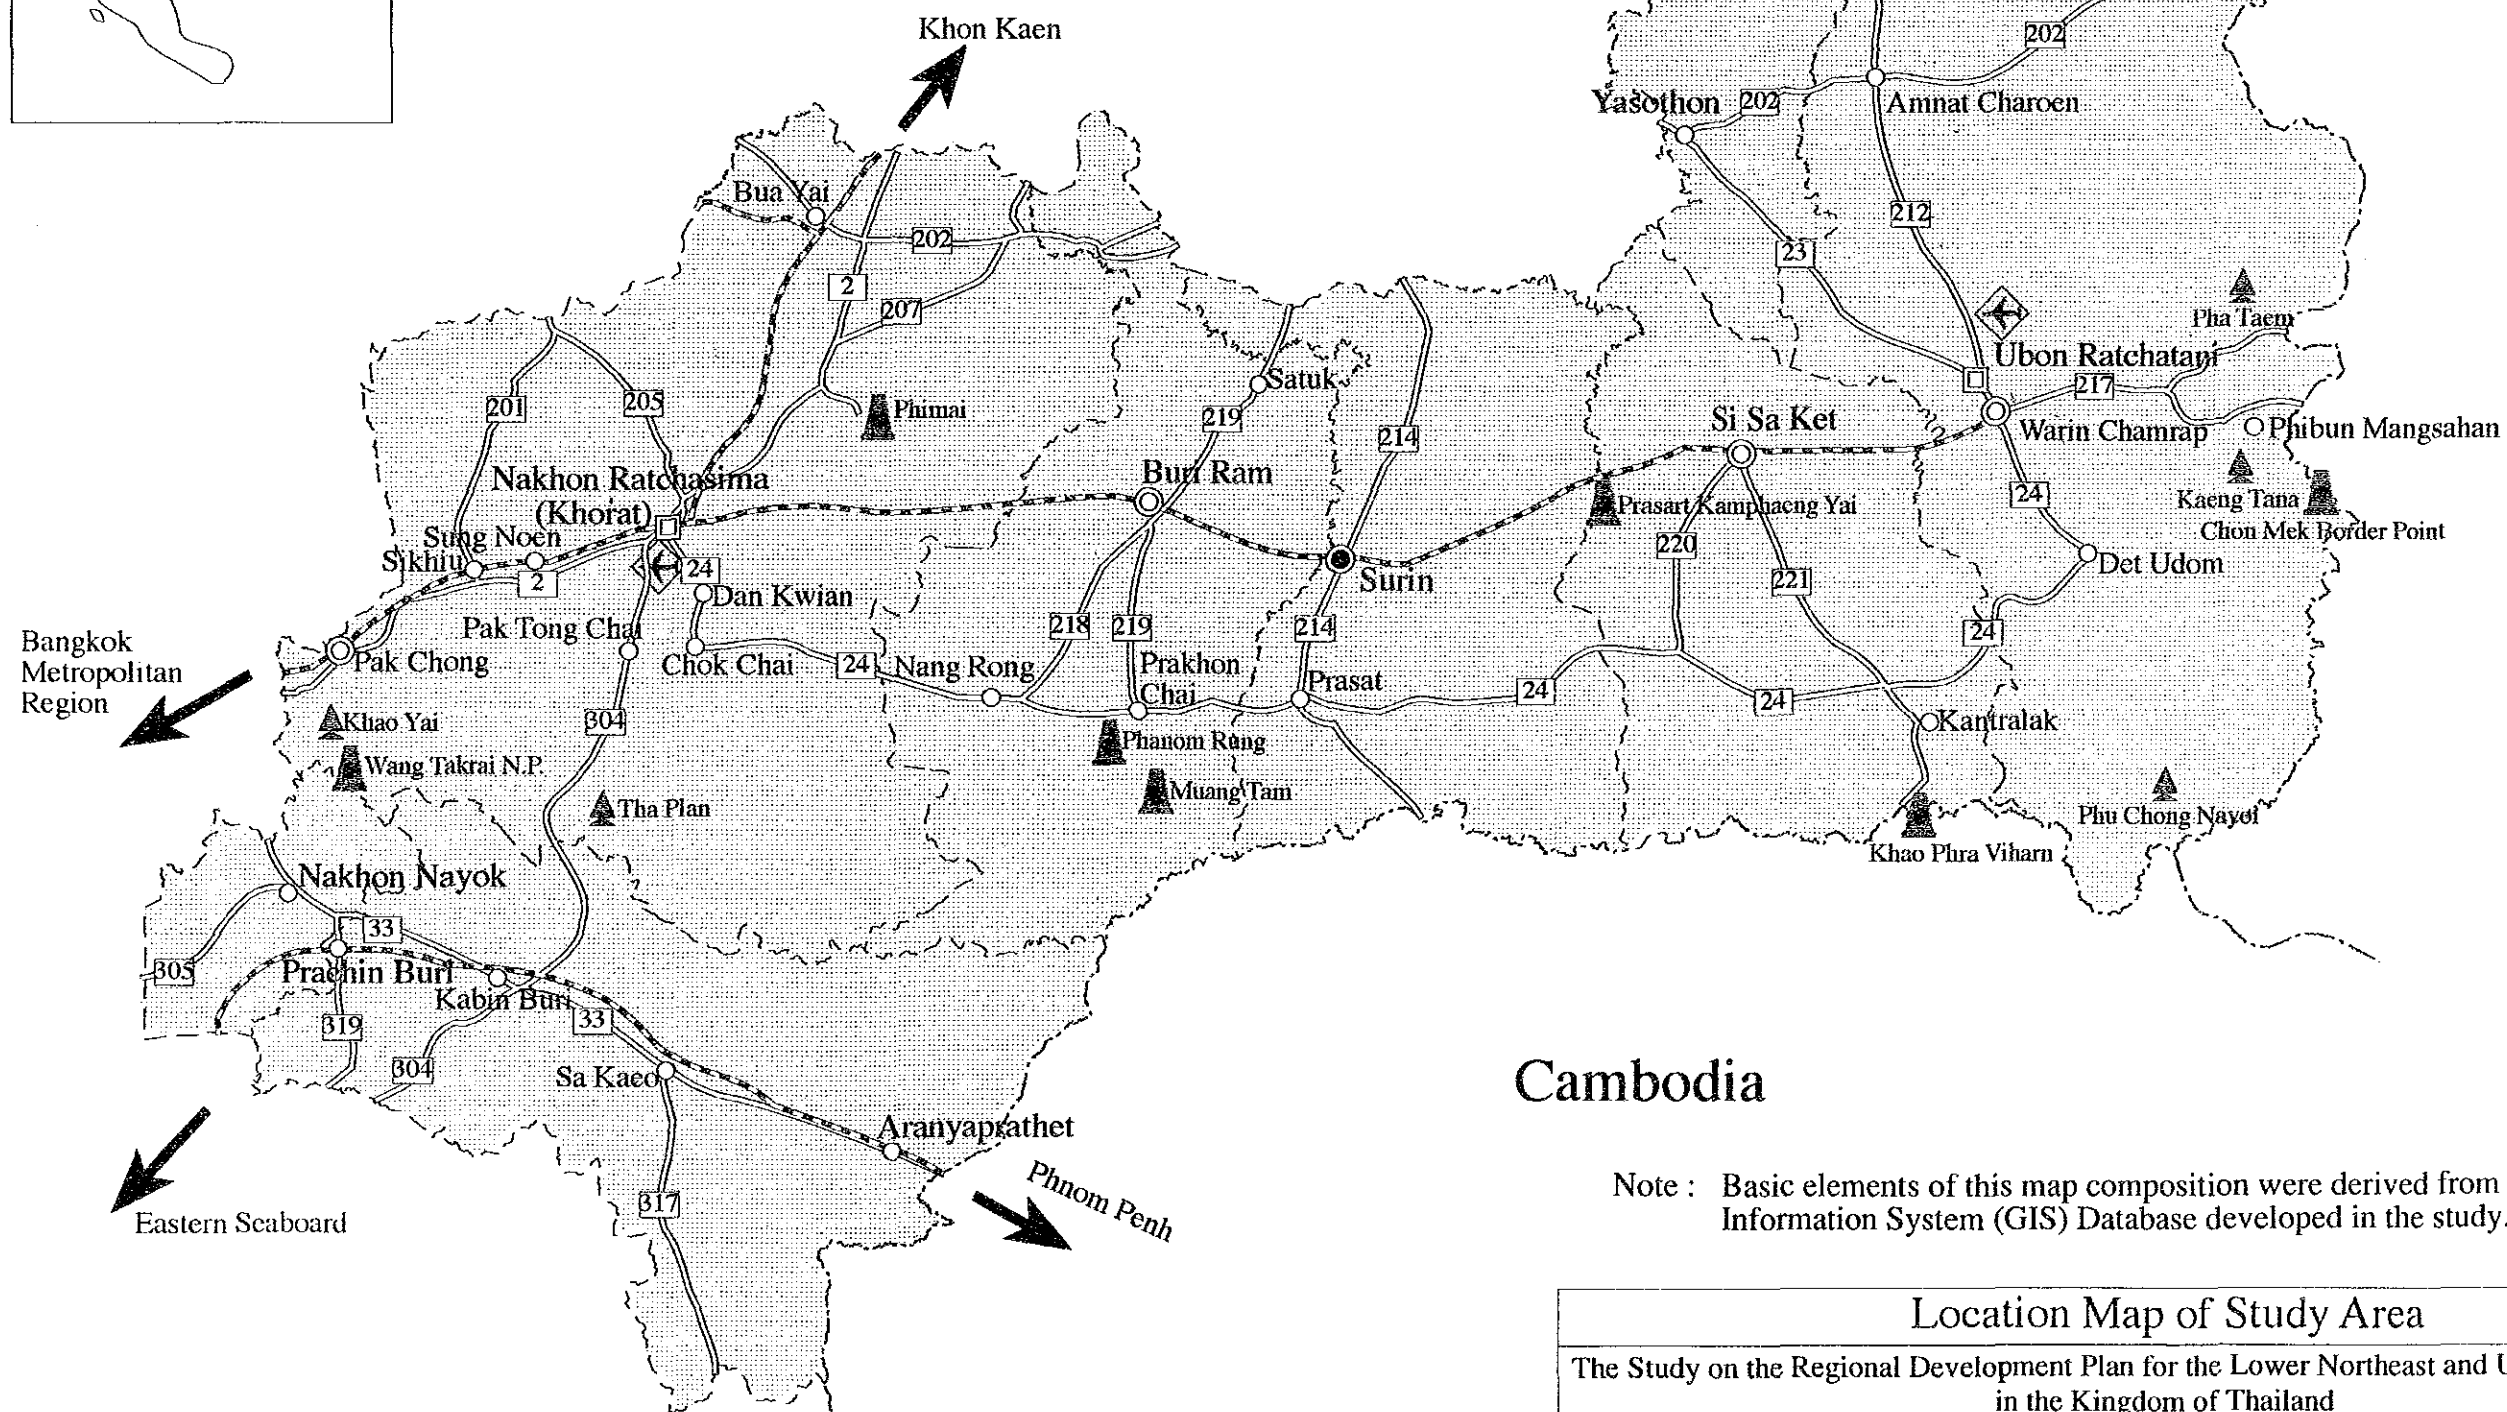 Khon Kaen
202
Yasothon
202
Amnat Charoen
Bua Yai
202
212
23
2
207
Pha Taem
Ubon Ratchatani
217
201
205
Phimai
Satuk
219
214
Si Sa Ket
Warin Chamrap
Phibun Mangsahan
Nakhon Ratchasima
(Khorat)
Buri Ram
Prasart Kamphaeng Yai
24
Kaeng Tana
Chon Mek Border Point
Sung Noen
Sikhiu
2
24
Dan Kwian
Surin
220
221
Det Udom
Bangkok
Metropolitan
Region
Pak Chong
Pak Tong Chai
Chok Chai
24
Nang Rong
218
219
Prakhon
Chai
214
Prasat
24
24
24
Kantralak
Khao Yai
Wang Takrai N.P.
304
Tha Plan
Phanom Rung
Muang Tam
Phu Chong Nayoi
Khao Phra Viharn
Nakhon Nayok
33
305
Prachin Buri
Kabin Buri
319
33
304
Sa Kaeo
Aranyaprathet
317
Phnom Penh
Eastern Seaboard
Cambodia
Note : Basic elements of this map composition were derived from
Information System (GIS) Database developed in the study.
Location Map of Study Area
The Study on the Regional Development Plan for the Lower Northeast and U
in the Kingdom of Thailand